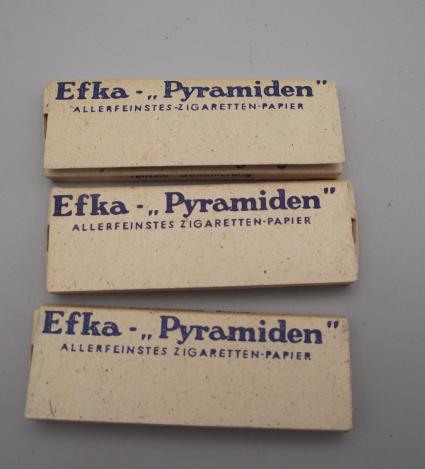 Efka - „Pyramiden"
ALLERFEINSTES-ZIGARETTEN-PAPIER
Efka - „Pyramiden"
ALLERFEINSTES ZIGARETTEN-PAPIER
Efka - „Pyramiden"
ALLERFEINSTES ZIGARETTEN-PAPIER